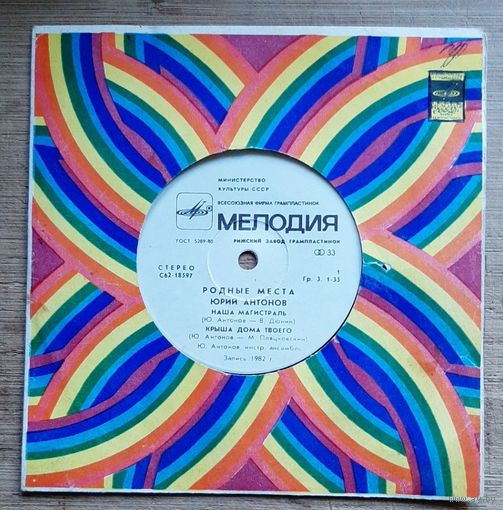 МИНИСТЕРСТВО
КУЛЬТУРЫ СССР
ВСЕСОЮЗНАЯ ФИРМА ГРАМПЛАСТИНОК
МЕЛОДИЯ
ГОСТ 5289-80 РИЖСКИЙ ЗАВОД ГРАМПЛАСТИНОК
33
СТЕРЕО
С62-18597
1
Гр. 3. 1-35
РОДНЫЕ МЕСТА
ЮРИЙ АНТОНОВ
НАША МАГИСТРАЛЬ
(Ю. Антонов — В. Дюнин)
КРЫША ДОМА ТВОЕГО
(Ю. Антонов — М. Пляцковский)
Ю. Антонов, инстр. ансамбль
Запись 1982 г.